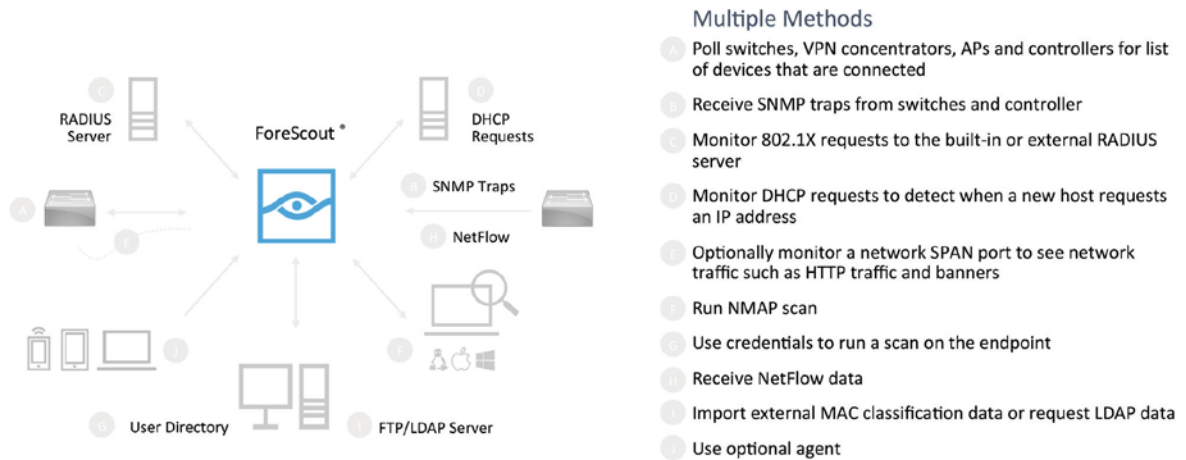 Multiple Methods
A Poll switches, VPN concentrators, APs and controllers for list
of devices that are connected
B Receive SNMP traps from switches and controller
C Monitor 802.1X requests to the built-in or external RADIUS
server
D Monitor DHCP requests to detect when a new host requests
an IP address
E Optionally monitor a network SPAN port to see network
traffic such as HTTP traffic and banners
F Run NMAP scan
G Use credentials to run a scan on the endpoint
H Receive NetFlow data
I Import external MAC classification data or request LDAP data
J Use optional agent
C
RADIUS
Server
ForeScout ®
D
DHCP
Requests
A
B SNMP Traps
H NetFlow
J
F
G User Directory
FTP/LDAP Server